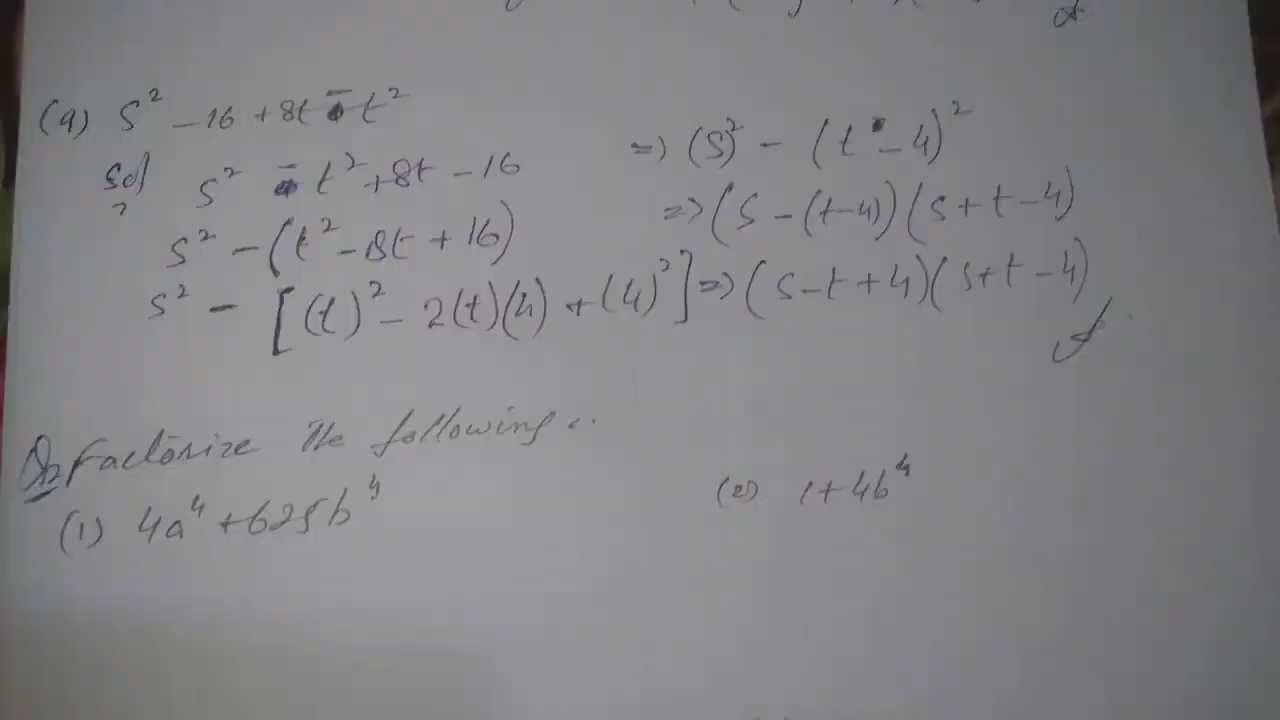 (9) S² - 16 + 8t - t²
Sol S² - t² + 8t - 16
S² - (t² - 8t + 16)
S² - [(t)² - 2(t)(4) + (4)²]
=> (S)² - (t - 4)²
=> (S - (t-4)) (S + t - 4)
=> (S - t + 4) (S + t - 4)
Q2 Factorize the following..
(1) 4a⁴ + 625b⁴
(2) 1 + 4b⁴